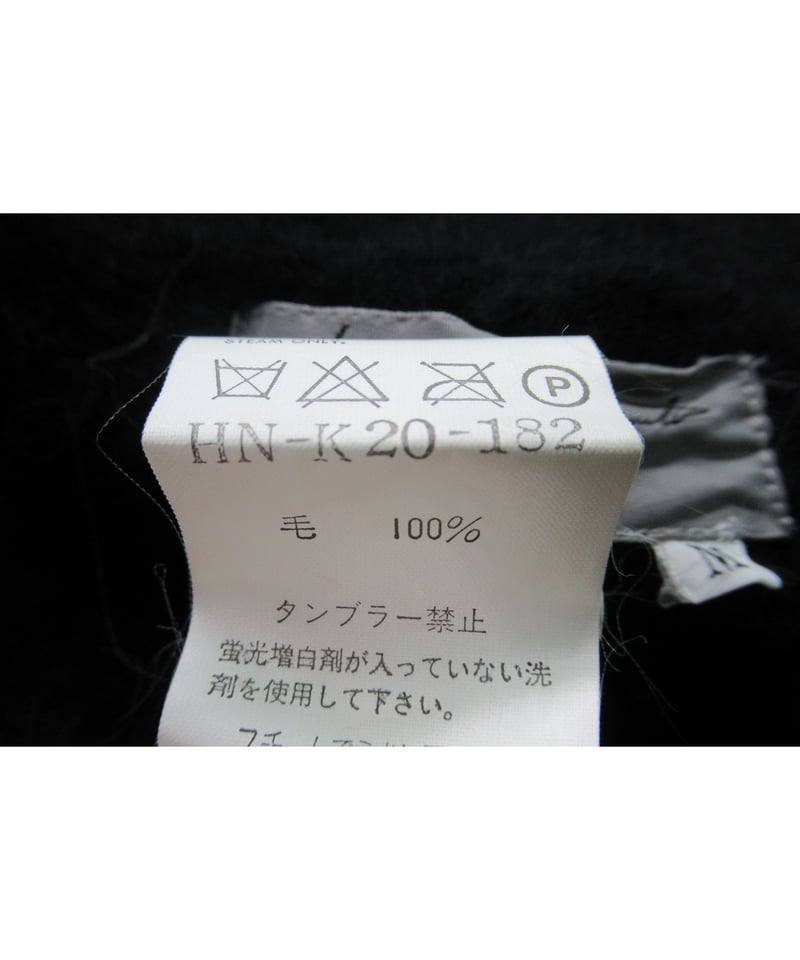 STEAM ONLY.
P
HN-K20-182
毛 100%
タンブラー禁止
蛍光増白剤が入っていない洗
剤を使用して下さい。
M